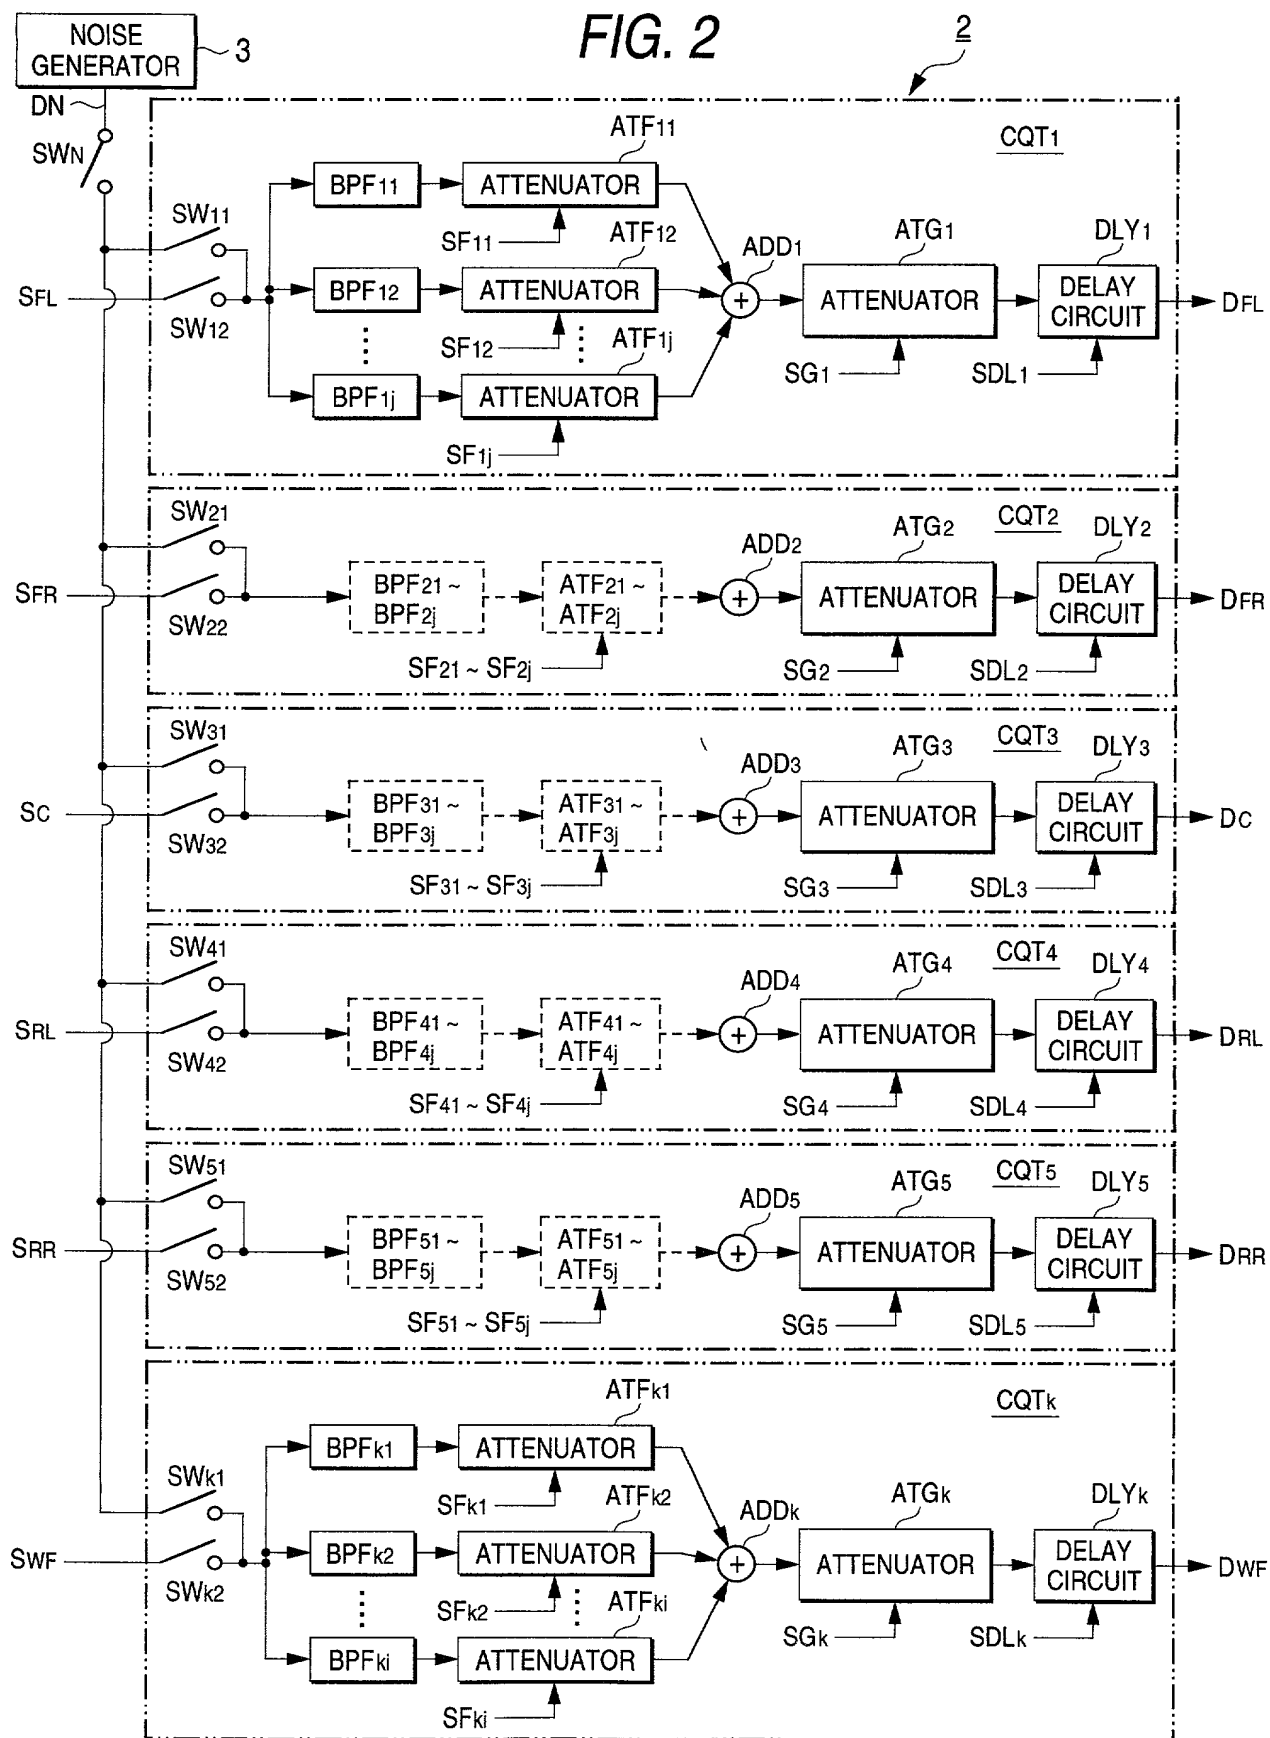 FIG. 2
2
NOISE
GENERATOR
3
DN
SWN
CQT1
ATF11
BPF11
ATTENUATOR
SW11
SF11
ATF12
ADD1
ATG1
DLY1
SFL
BPF12
ATTENUATOR
+
ATTENUATOR
DELAY
CIRCUIT
DFL
SW12
SF12
ATF1j
SG1
SDL1
BPF1j
ATTENUATOR
SF1j
SW21
CQT2
ADD2
ATG2
DLY2
SFR
BPF21 ~
BPF2j
ATF21 ~
ATF2j
+
ATTENUATOR
DELAY
CIRCUIT
DFR
SW22
SF21 ~ SF2j
SG2
SDL2
SW31
CQT3
ADD3
ATG3
DLY3
SC
BPF31 ~
BPF3j
ATF31 ~
ATF3j
+
ATTENUATOR
DELAY
CIRCUIT
DC
SW32
SF31 ~ SF3j
SG3
SDL3
SW41
CQT4
ADD4
ATG4
DLY4
SRL
BPF41 ~
BPF4j
ATF41 ~
ATF4j
+
ATTENUATOR
DELAY
CIRCUIT
DRL
SW42
SF41 ~ SF4j
SG4
SDL4
SW51
CQT5
ADD5
ATG5
DLY5
SRR
BPF51 ~
BPF5j
ATF51 ~
ATF5j
+
ATTENUATOR
DELAY
CIRCUIT
DRR
SW52
SF51 ~ SF5j
SG5
SDL5
CQTk
ATFk1
BPFk1
ATTENUATOR
SWk1
SFk1
ATFk2
ADDk
ATGk
DLYk
SWF
BPFk2
ATTENUATOR
+
ATTENUATOR
DELAY
CIRCUIT
DWF
SWk2
SFk2
ATFki
SGk
SDLk
BPFki
ATTENUATOR
SFki